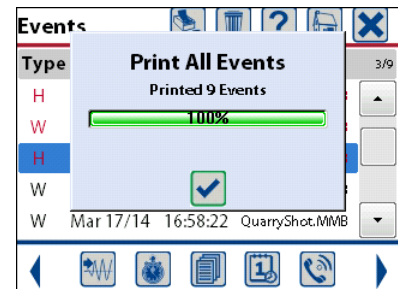 Events
?
Type
3/9
Print All Events
Printed 9 Events
100%
H
W
H
W
W Mar 17/14 16:58:22 QuarryShot.MMB
1